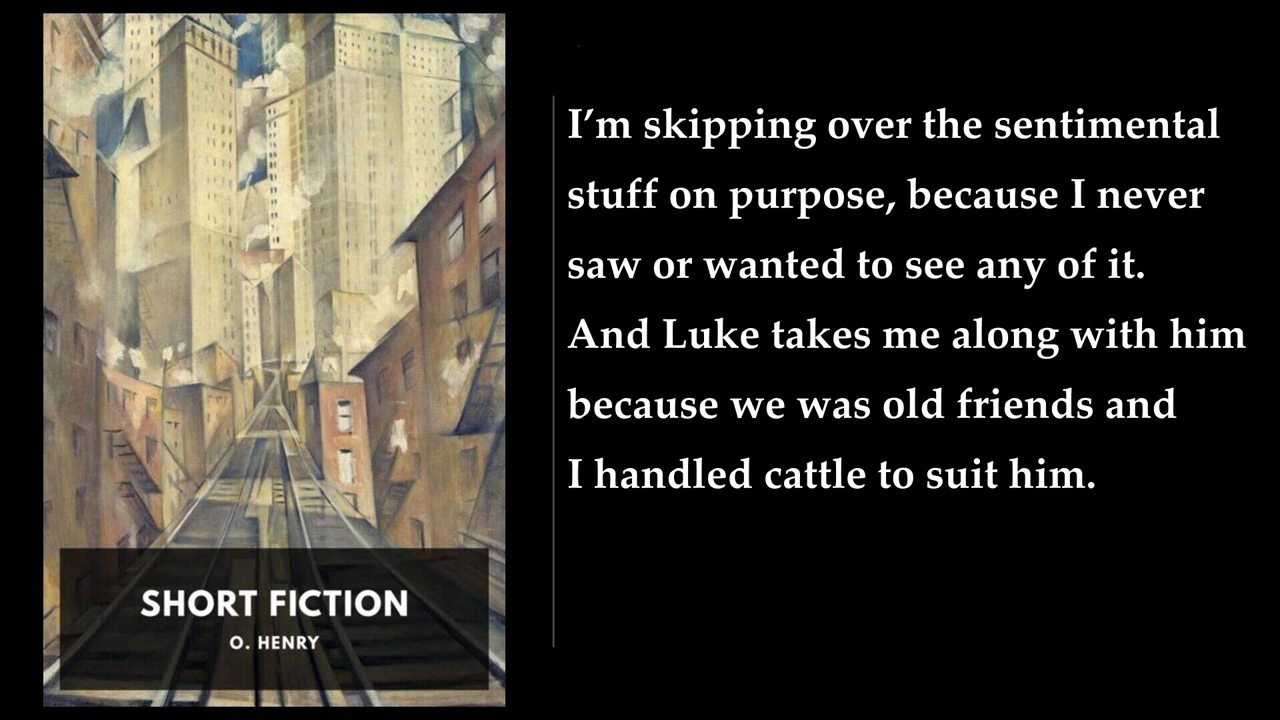 SHORT FICTION
O. HENRY
I’m skipping over the sentimental
stuff on purpose, because I never
saw or wanted to see any of it.
And Luke takes me along with him
because we was old friends and
I handled cattle to suit him.